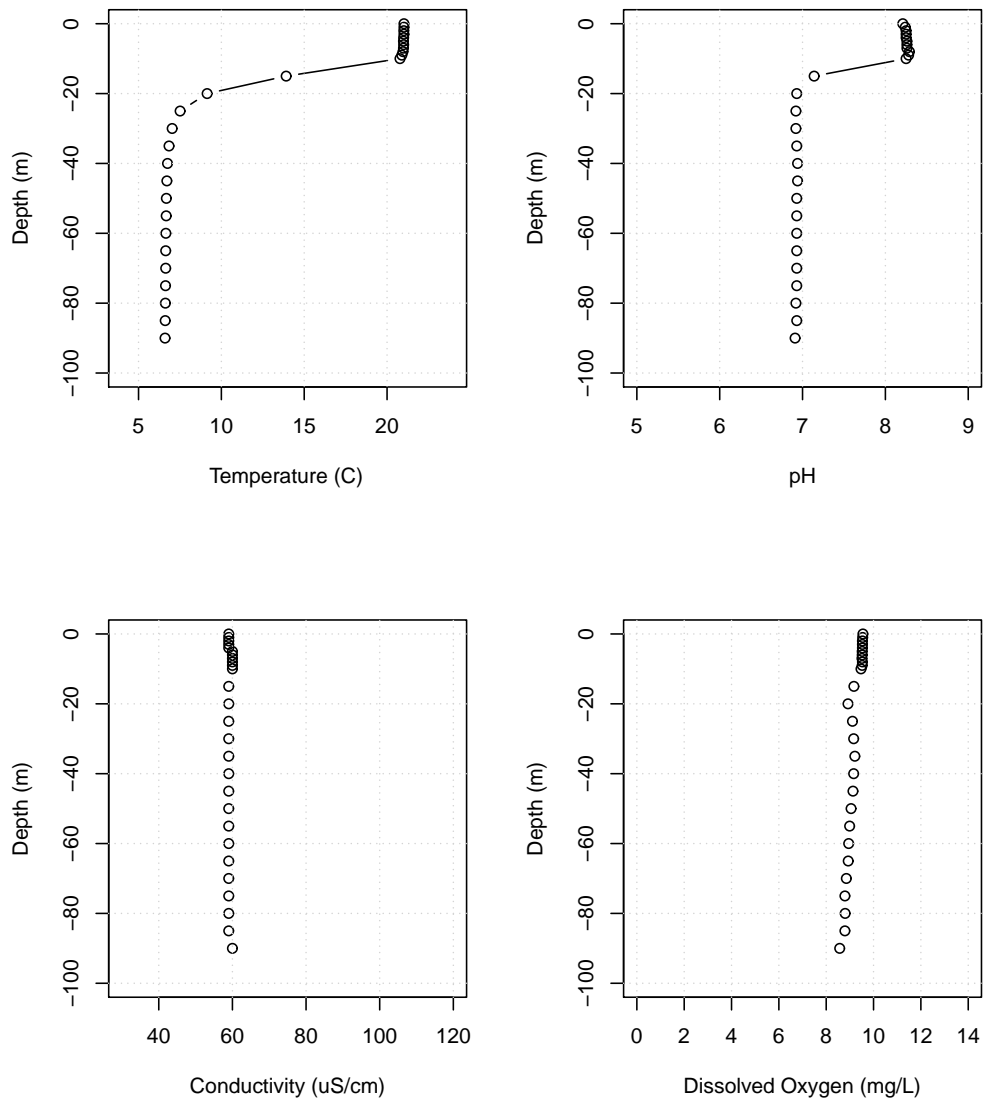 0
−20
−40
−60
−80
−100
Depth (m)
5 10 15 20
Temperature (C)
0
−20
−40
−60
−80
−100
Depth (m)
5 6 7 8 9
pH
0
−20
−40
−60
−80
−100
Depth (m)
40 60 80 100 120
Conductivity (uS/cm)
0
−20
−40
−60
−80
−100
Depth (m)
0 2 4 6 8 10 12 14
Dissolved Oxygen (mg/L)